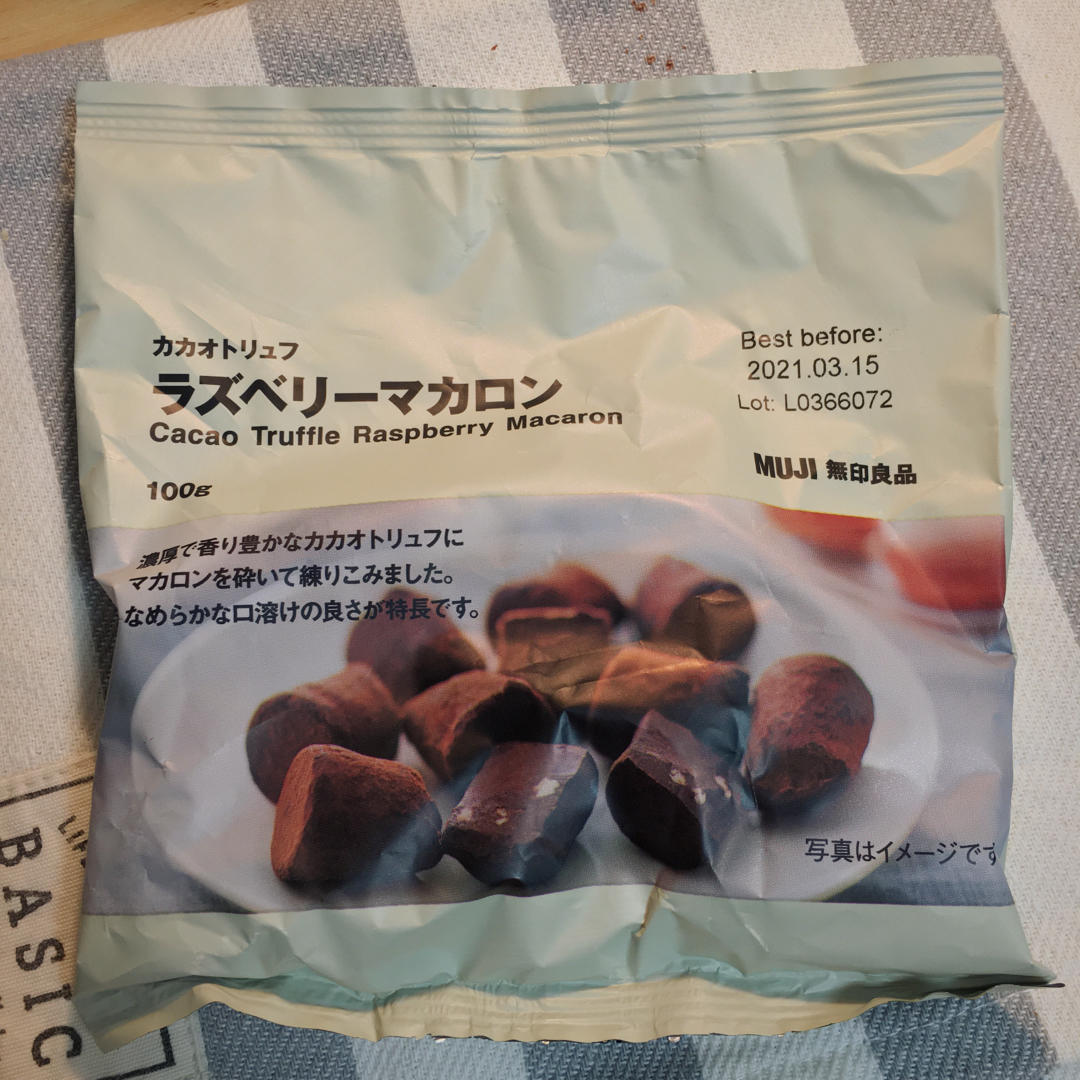 カカオトリュフ
ラズベリーマカロン
Cacao Truffle Raspberry Macaron
100g
Best before:
2021.03.15
Lot: L0366072
MUJI 無印良品
濃厚で香り豊かなカカオトリュフに
マカロンを砕いて練りこみました。
なめらかな口溶けの良さが特長です。
写真はイメージです
BASIC